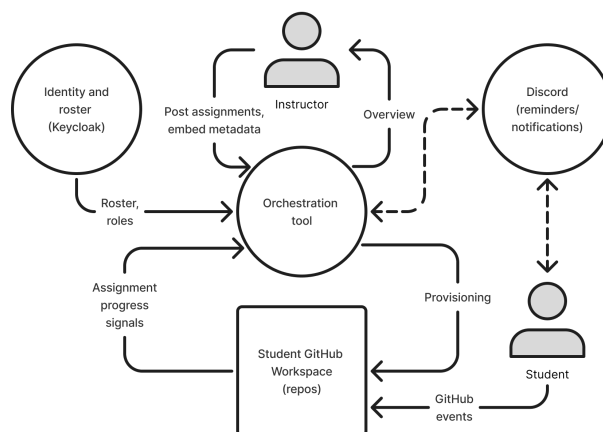 Identity and
roster
(Keycloak)
Instructor
Discord
(reminders/
notifications)
Post assignments,
embed metadata
Overview
Roster,
roles
Orchestration
tool
Assignment
progress
signals
Provisioning
Student GitHub
Workspace
(repos)
Student
GitHub
events